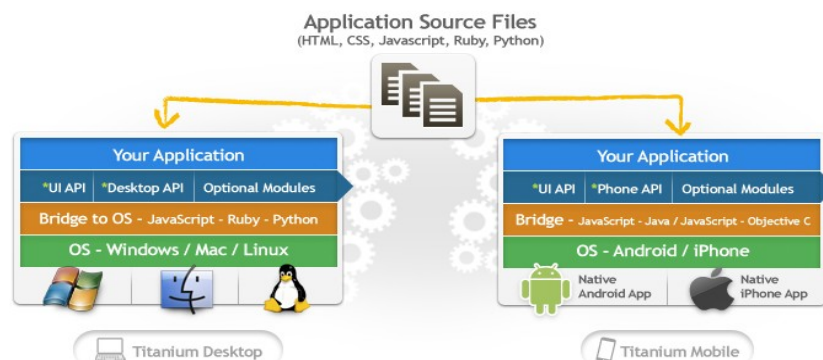 Application Source Files
(HTML, CSS, Javascript, Ruby, Python)
Your Application
*UI API *Desktop API Optional Modules
Bridge to OS - JavaScript - Ruby - Python
OS - Windows / Mac / Linux
Titanium Desktop
Your Application
*UI API *Phone API Optional Modules
Bridge - JavaScript - Java / JavaScript - Objective C
OS - Android / iPhone
Native
Android App
Native
iPhone App
Titanium Mobile